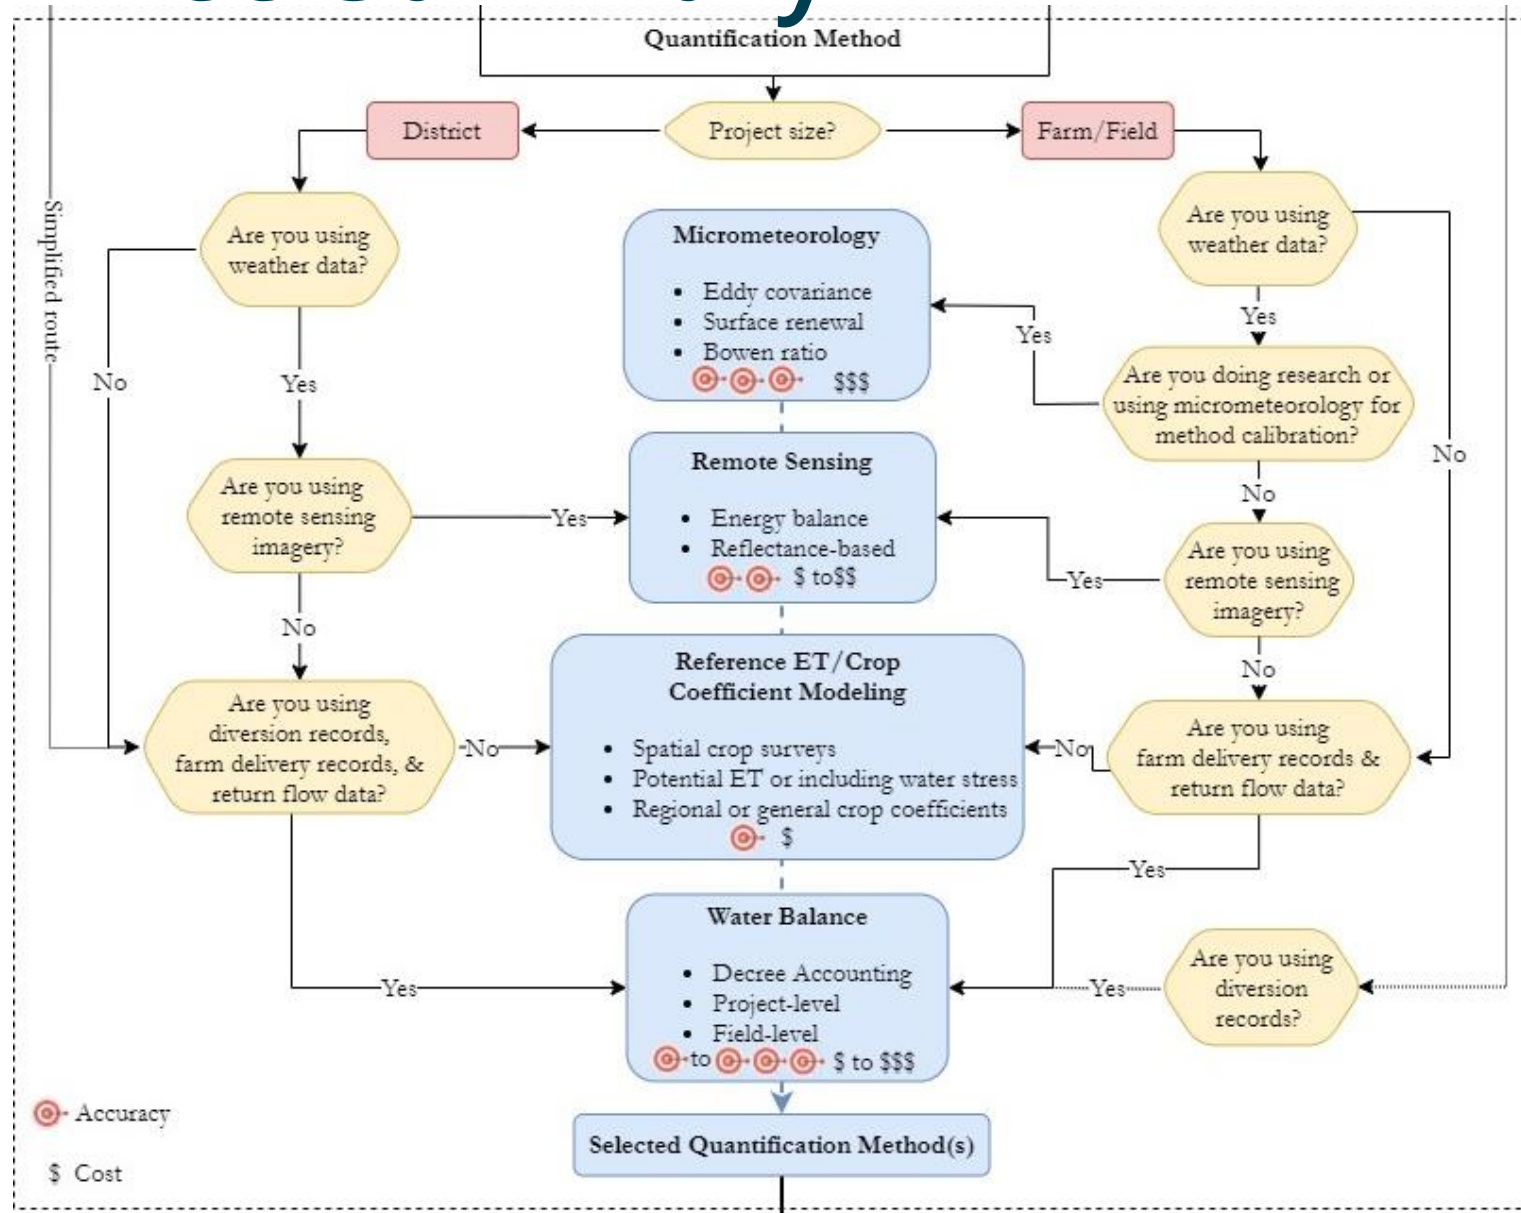 Quantification Method
District
Project size?
Farm/Field
Simplified route
Are you using
weather data?
No
Yes
Are you using
remote sensing
imagery?
Yes
No
Are you using
diversion records,
farm delivery records, &
return flow data?
No
Yes
Micrometeorology
• Eddy covariance
• Surface renewal
• Bowen ratio
$$$
Remote Sensing
• Energy balance
• Reflectance-based
$ to$$
Reference ET/Crop
Coefficient Modeling
• Spatial crop surveys
• Potential ET or including water stress
• Regional or general crop coefficients
$
Water Balance
• Decree Accounting
• Project-level
• Field-level
to $ to $$$
Selected Quantification Method(s)
Are you using
weather data?
Yes
No
Are you doing research or
using micrometeorology for
method calibration?
Yes
No
Are you using
remote sensing
imagery?
Yes
No
Are you using
farm delivery records &
return flow data?
No
Yes
Are you using
diversion
records?
Yes
Accuracy
$ Cost